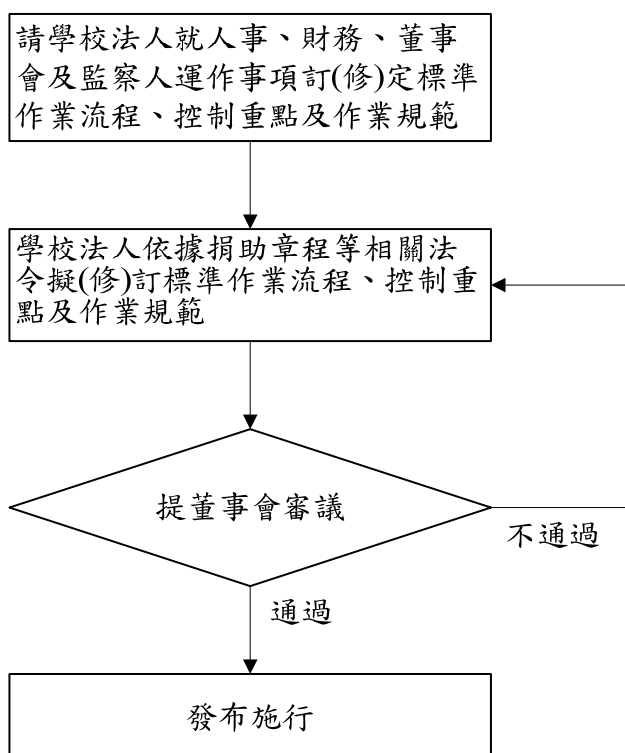 請學校法人就人事、財務、董事
會及監察人運作事項訂(修)定標準
作業流程、控制重點及作業規範
學校法人依據捐助章程等相關法
令擬(修)訂標準作業流程、控制重
點及作業規範
提董事會審議
不通過
通過
發布施行